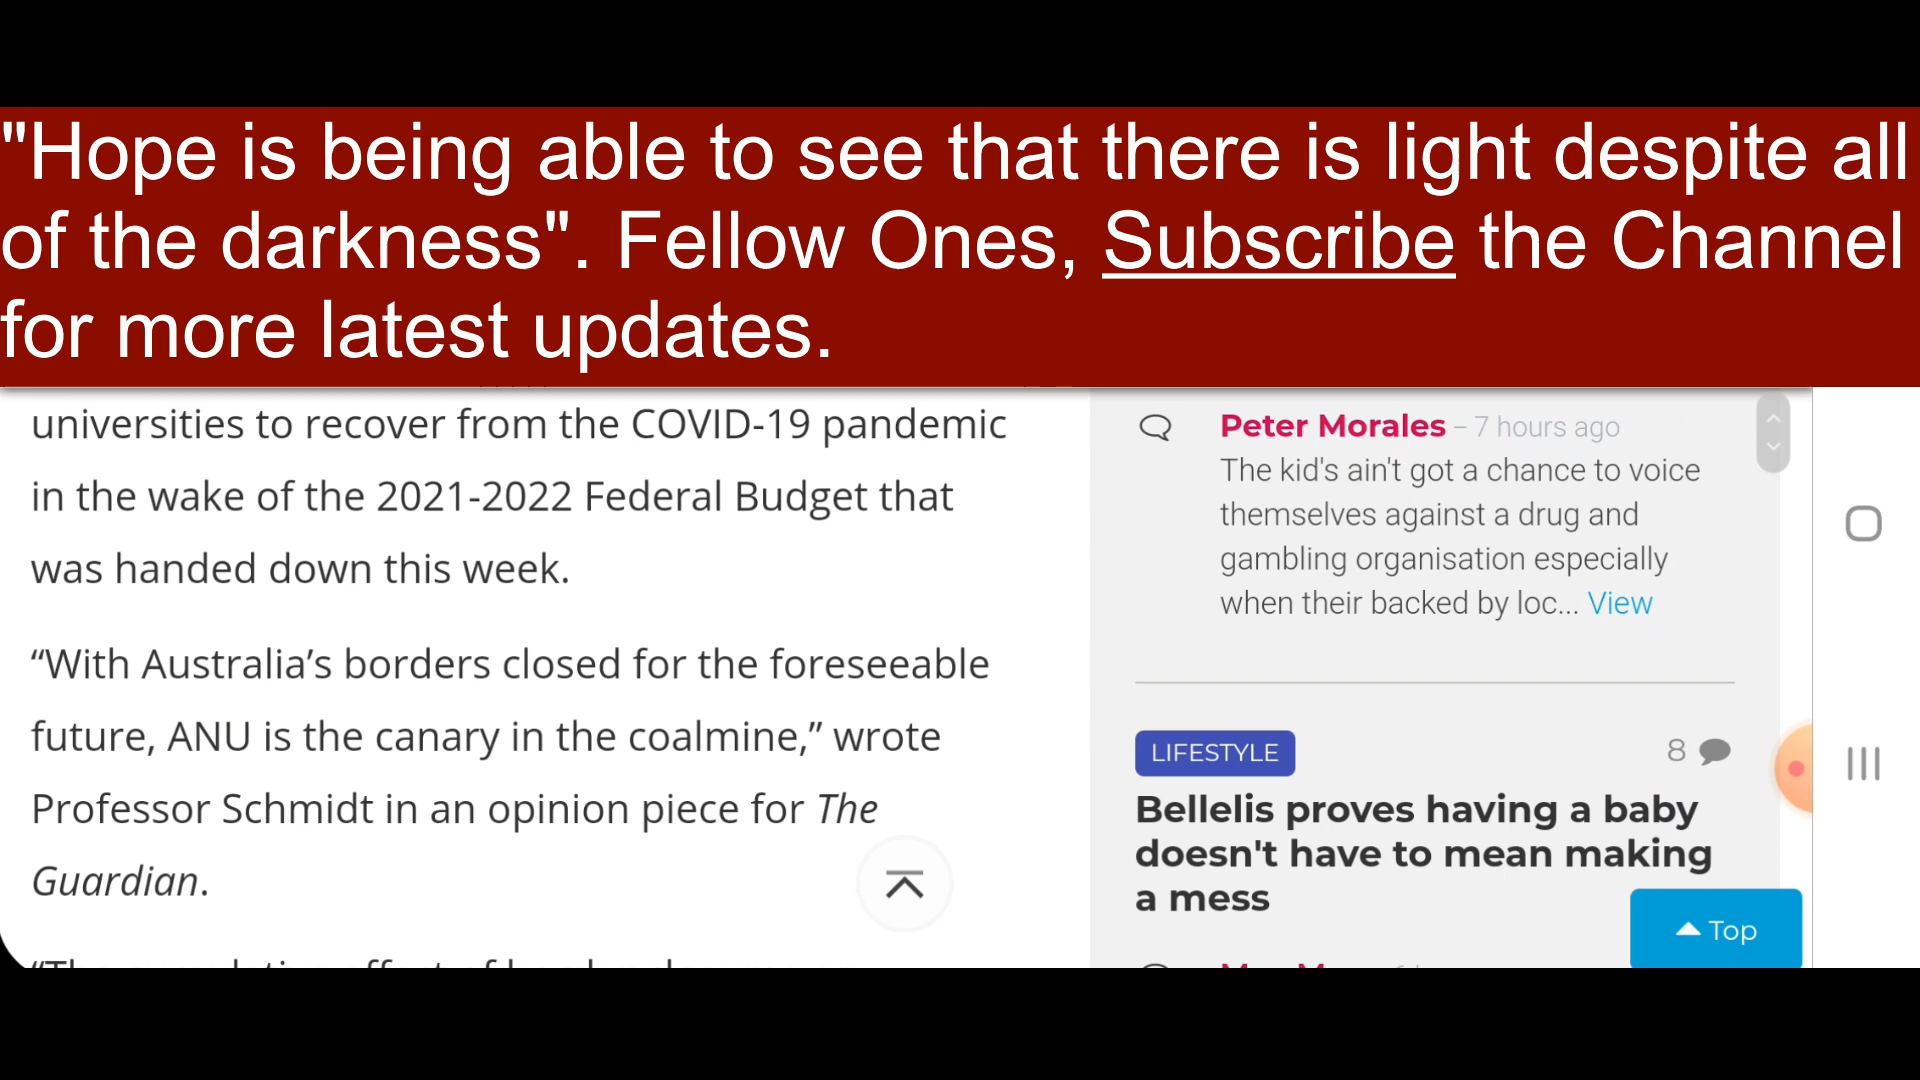 "Hope is being able to see that there is light despite all
of the darkness". Fellow Ones, Subscribe the Channel
for more latest updates.
universities to recover from the COVID-19 pandemic
in the wake of the 2021-2022 Federal Budget that
was handed down this week.
“With Australia’s borders closed for the foreseeable
future, ANU is the canary in the coalmine,” wrote
Professor Schmidt in an opinion piece for The
Guardian.
Peter Morales – 7 hours ago
The kid's ain't got a chance to voice
themselves against a drug and
gambling organisation especially
when their backed by loc... View
LIFESTYLE
8
Bellelis proves having a baby
doesn't have to mean making
a mess
Top